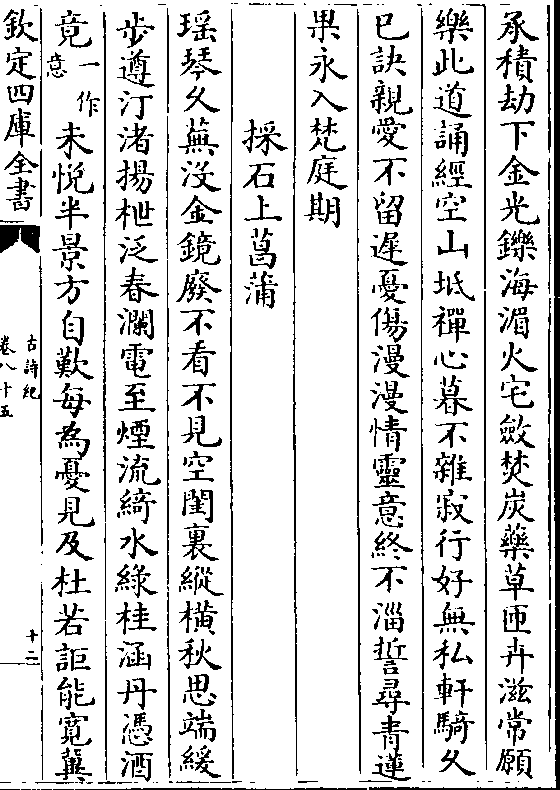 承積劫下金光鑠海湄火宅斂焚炭藥草匝卉滋常願
樂此道誦經空山坻禪心暮不雜寂行好無私軒騎久
已訣親愛不留遲憂傷漫漫情靈意終不淄誓尋青蓮
果永入梵庭期
採石上菖蒲
瑶琴久蕪沒金鏡廢不看不見空閨裏縱橫秋思端緩
步遵汀渚揚枻泛春瀾電至煙流綺水綠桂涵丹憑酒
竟一作意未悅半景方自歎每為憂見及杜若詎能寬冀
欽定四庫全書
古詩紀
卷八十五
十二